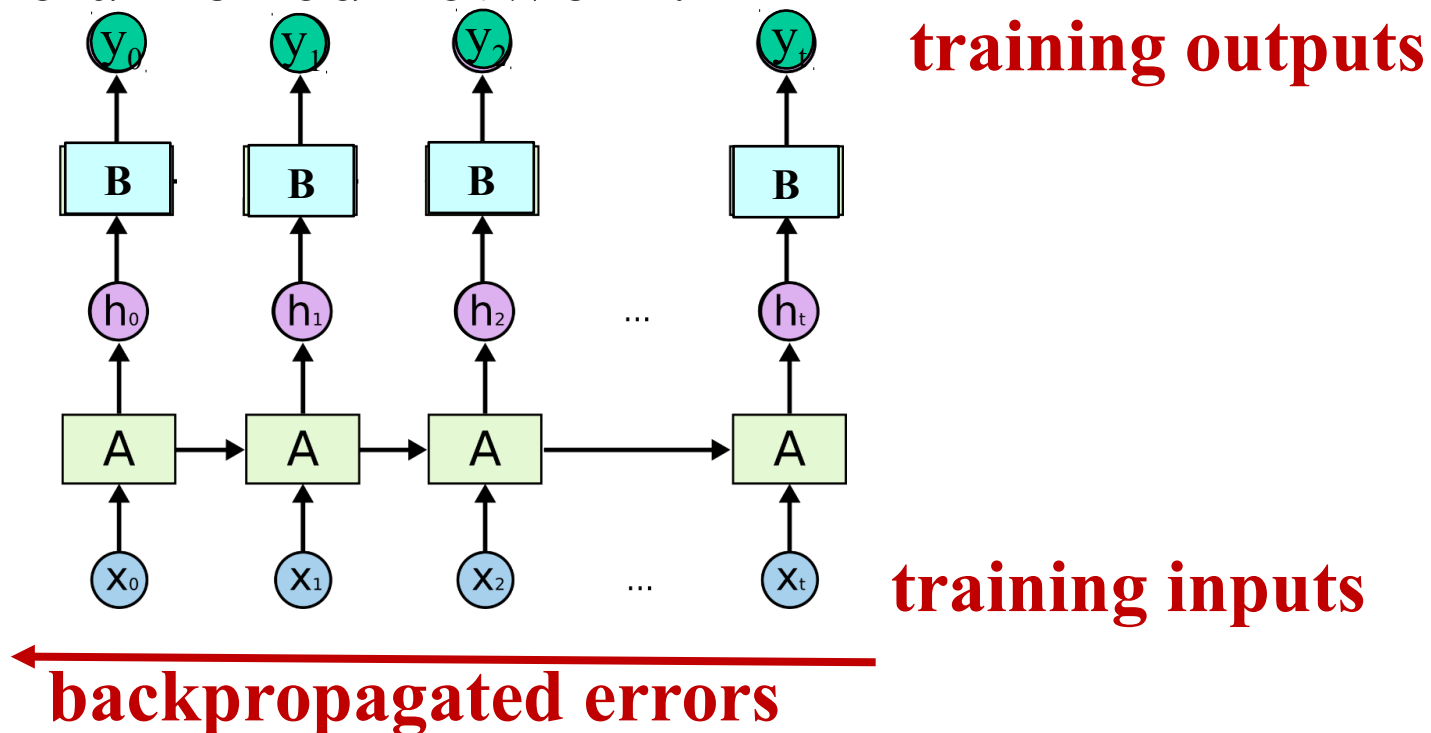 y0 y1 y2 yt training outputs
B B B B
h0 h1 h2 ... ht
A A A A
x0 x1 x2 ... xt training inputs
backpropagated errors